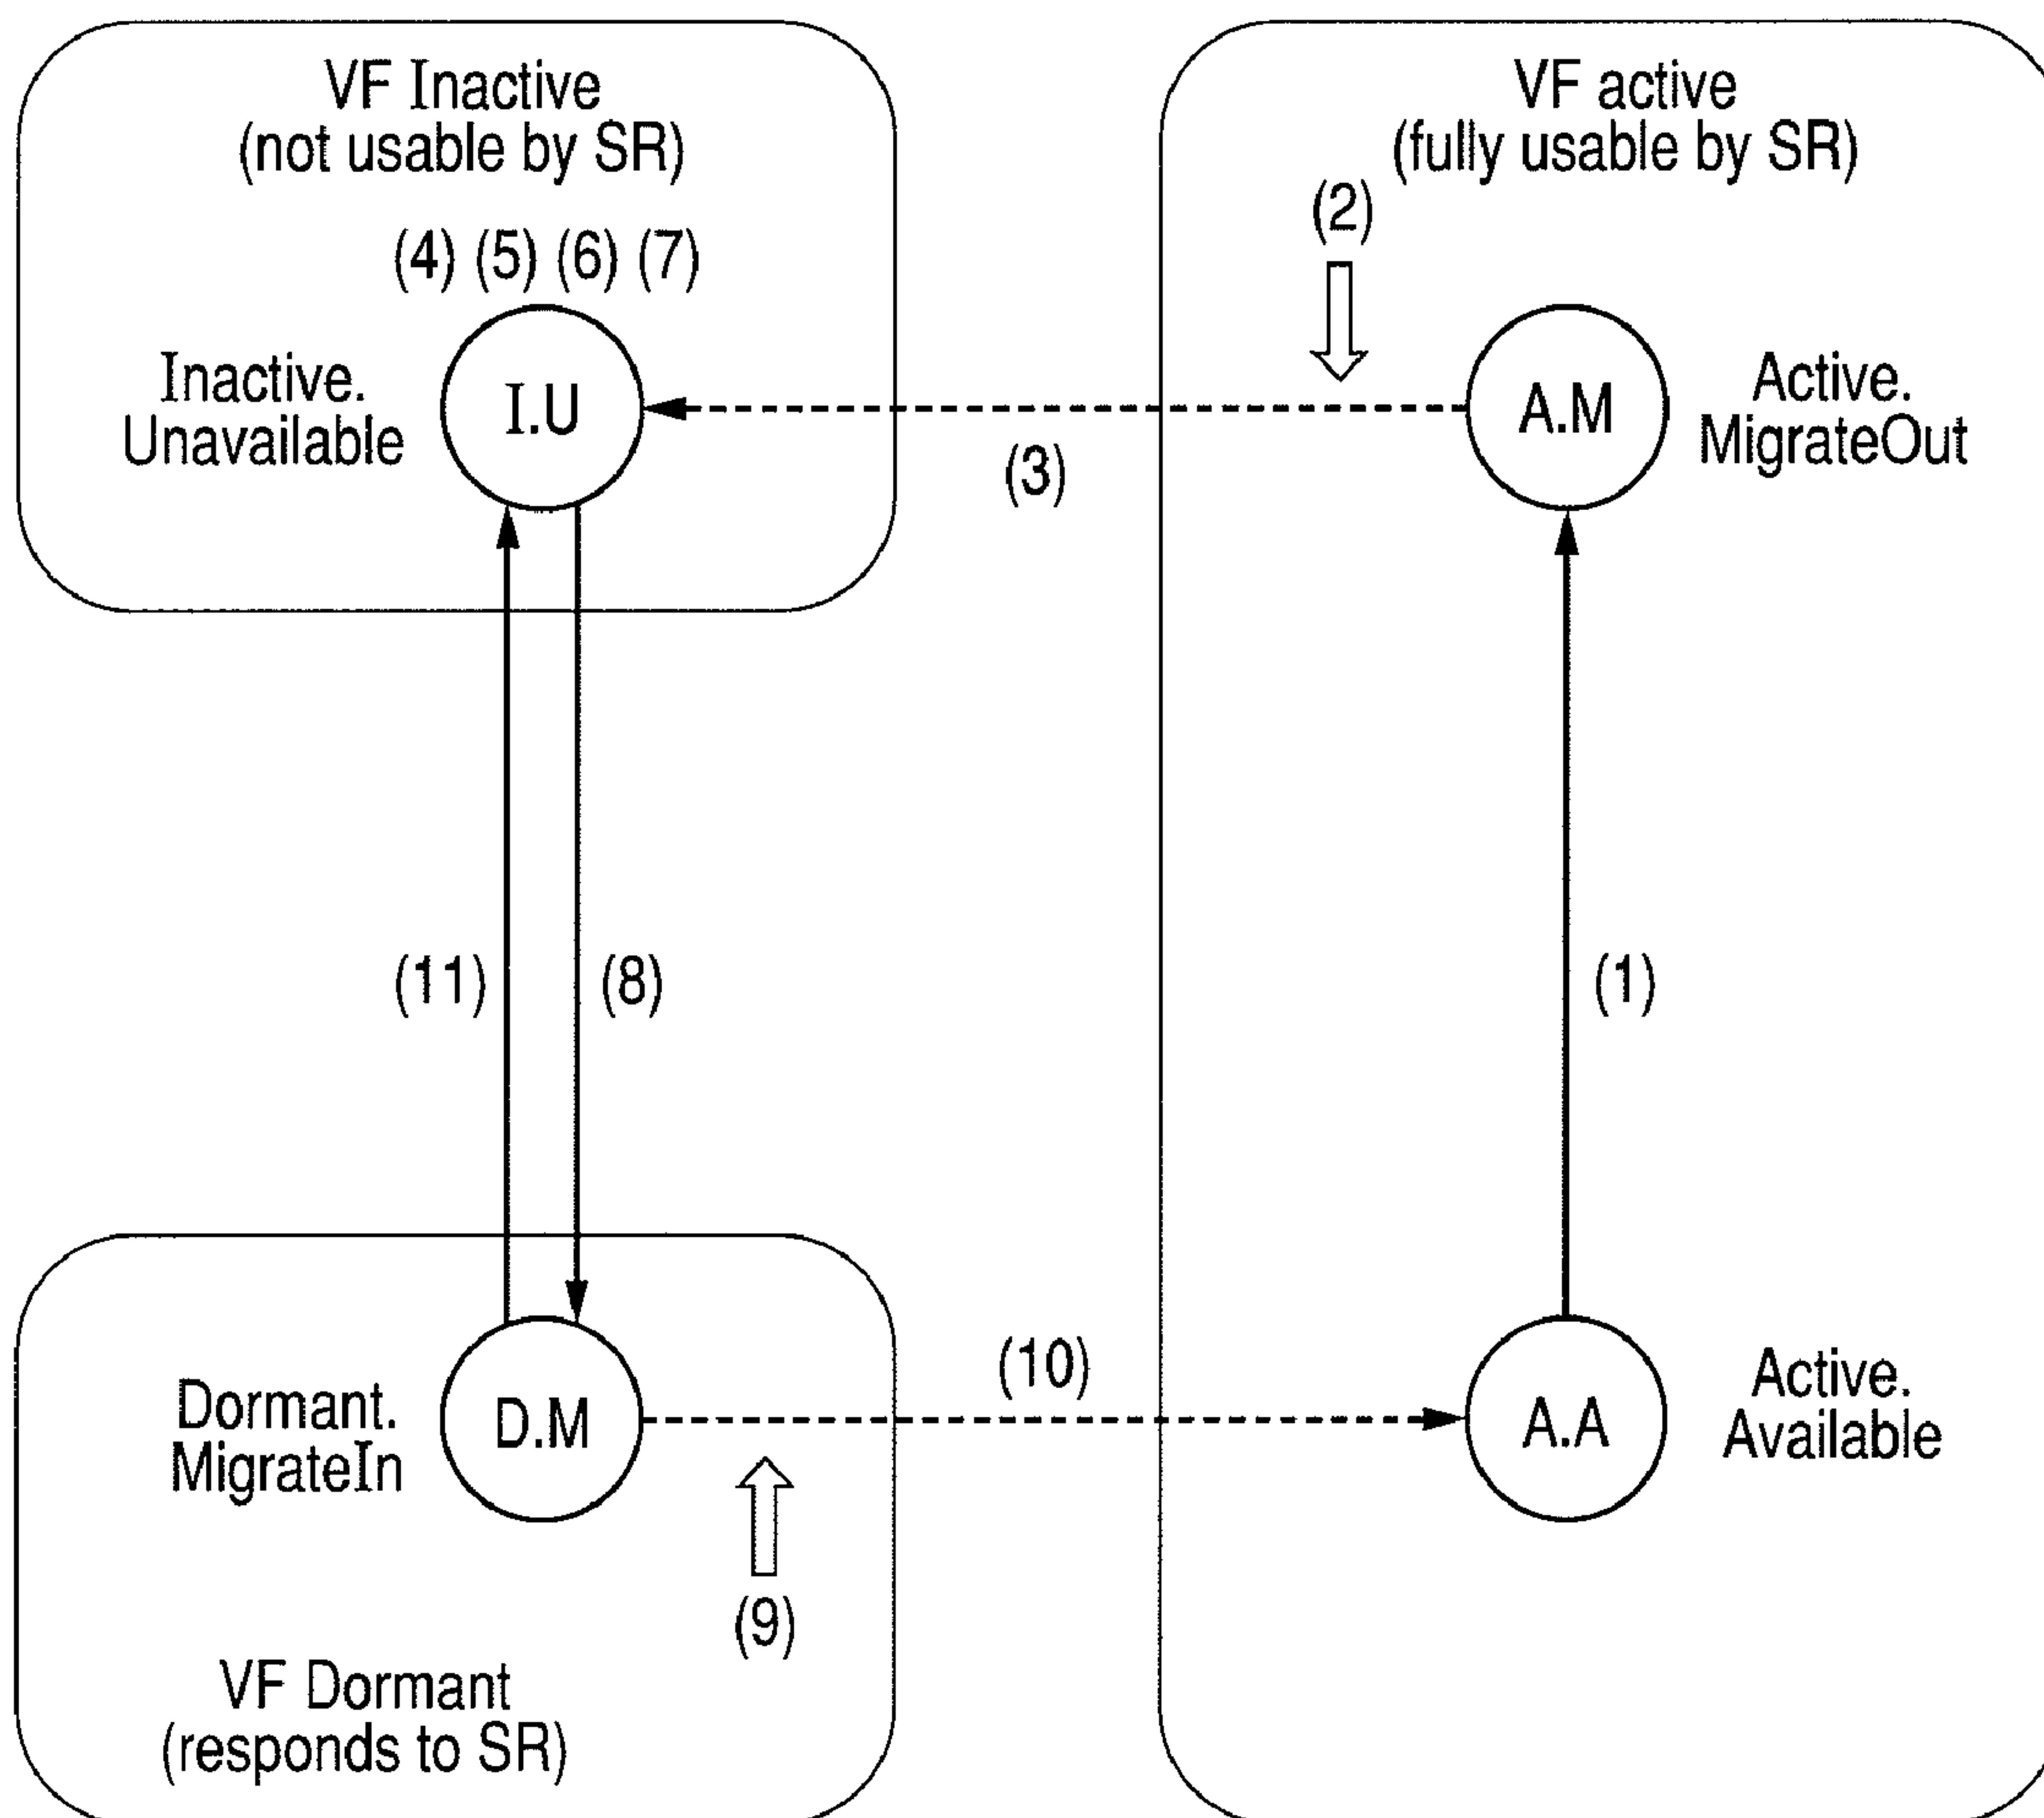 VF Inactive
(not usable by SR)
(4) (5) (6) (7)
Inactive.
Unavailable
I.U
VF active
(fully usable by SR)
(2)
A.M
Active.
MigrateOut
(3)
(11)
(8)
(1)
Dormant.
MigrateIn
D.M
(10)
(9)
A.A
Active.
Available
VF Dormant
(responds to SR)